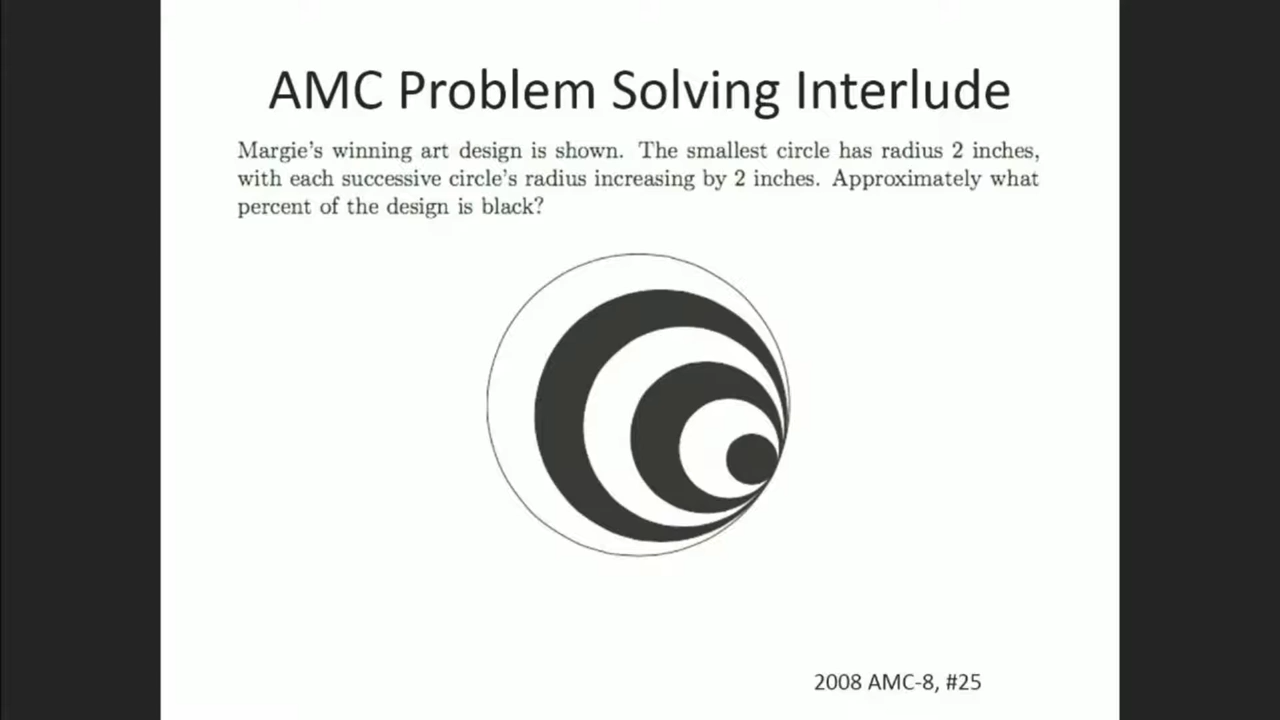 AMC Problem Solving Interlude
Margie's winning art design is shown. The smallest circle has radius 2 inches,
with each successive circle's radius increasing by 2 inches. Approximately what
percent of the design is black?
2008 AMC-8, #25